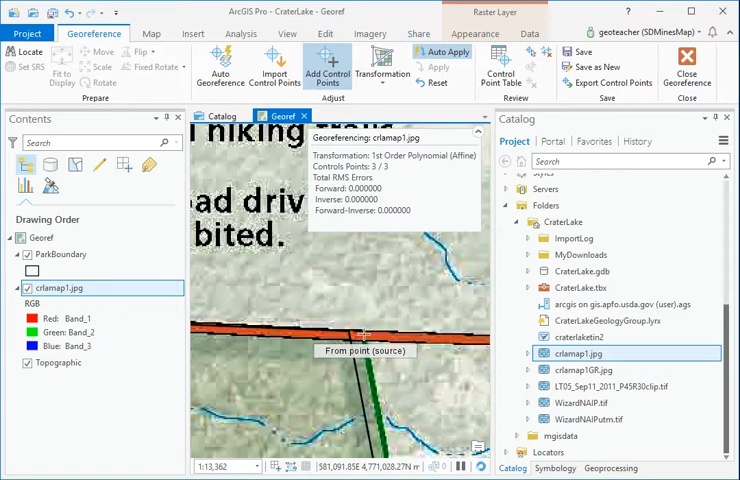 ArcGIS Pro - CraterLake - Georef
Raster Layer
?
Project
Georeference
Map
Insert
Analysis
View
Edit
Imagery
Share
Appearance
Data
geoteacher (SDMinesMap)
Locate
Set SRS
Fit to
Display
Move
Scale
Rotate
Flip
Fixed Rotate
Prepare
Auto
Georeference
Import
Control Points
Add Control
Points
Transformation
Auto Apply
Apply
Reset
Adjust
Control
Point Table
Review
Save
Save as New
Export Control Points
Save
Close
Georeference
Close
Contents
Search
Drawing Order
Georef
ParkBoundary
crlamap1.jpg
RGB
Red: Band_1
Green: Band_2
Blue: Band_3
Topographic
Catalog
Georef
hiking trails
ad driv
bited.
Georeferencing: crlamap1.jpg
Transformation: 1st Order Polynomial (Affine)
Controls Points: 3 / 3
Total RMS Errors
Forward: 0.000000
Inverse: 0.000000
Forward-Inverse: 0.000000
From point (source)
1:13,362
581,091.85E 4,771,028.27N m
0
Catalog
Project
Portal
Favorites
History
Search
Styles
Servers
Folders
CraterLake
ImportLog
MyDownloads
CraterLake.gdb
CraterLake.tbx
arcgis on gis.apfo.usda.gov (user).ags
CraterLakeGeologyGroup.lyrx
craterlaketin2
crlamap1.jpg
crlamap1GR.jpg
LT05_Sep11_2011_P45R30clip.tif
WizardNAIP.tif
WizardNAIPutm.tif
mgisdata
Locators
Catalog
Symbology
Geoprocessing